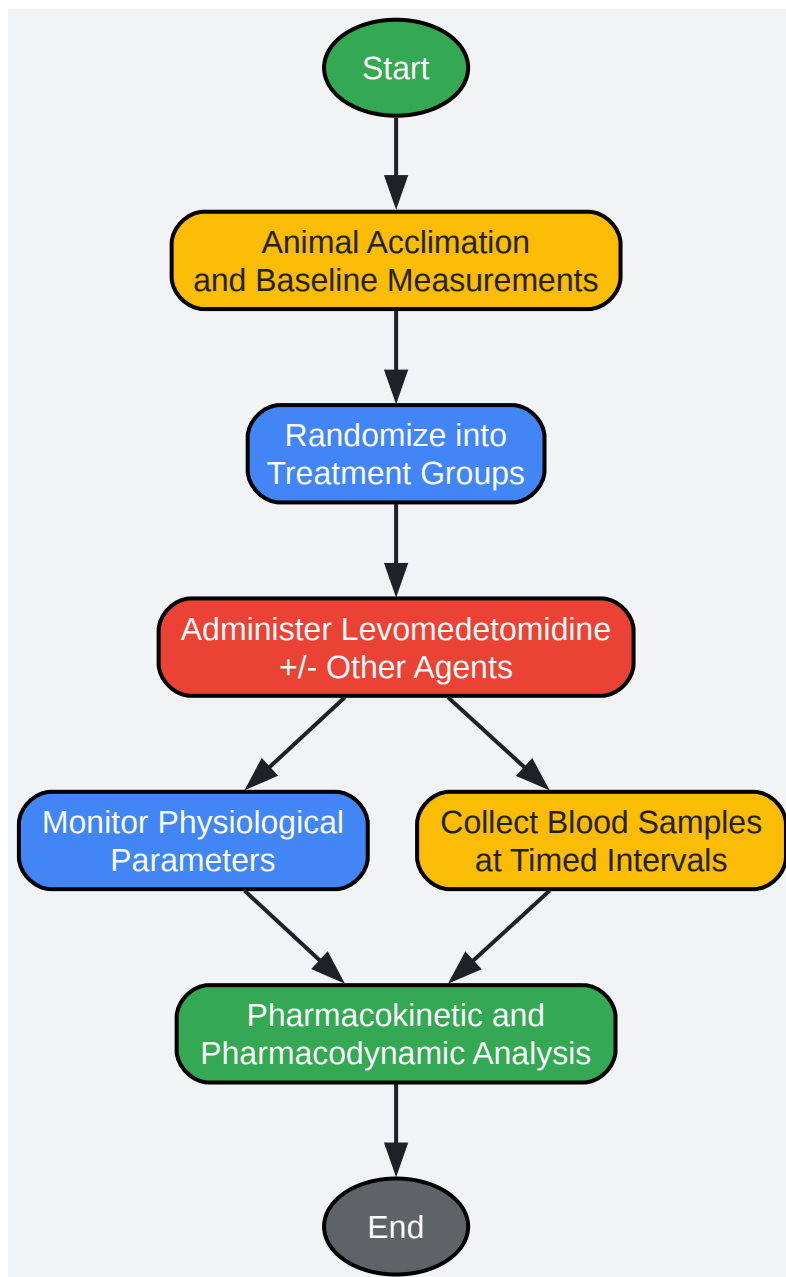 Start
Animal Acclimation
and Baseline Measurements
Randomize into
Treatment Groups
Administer Levomedetomidine
+/- Other Agents
Monitor Physiological
Parameters
Collect Blood Samples
at Timed Intervals
Pharmacokinetic and
Pharmacodynamic Analysis
End